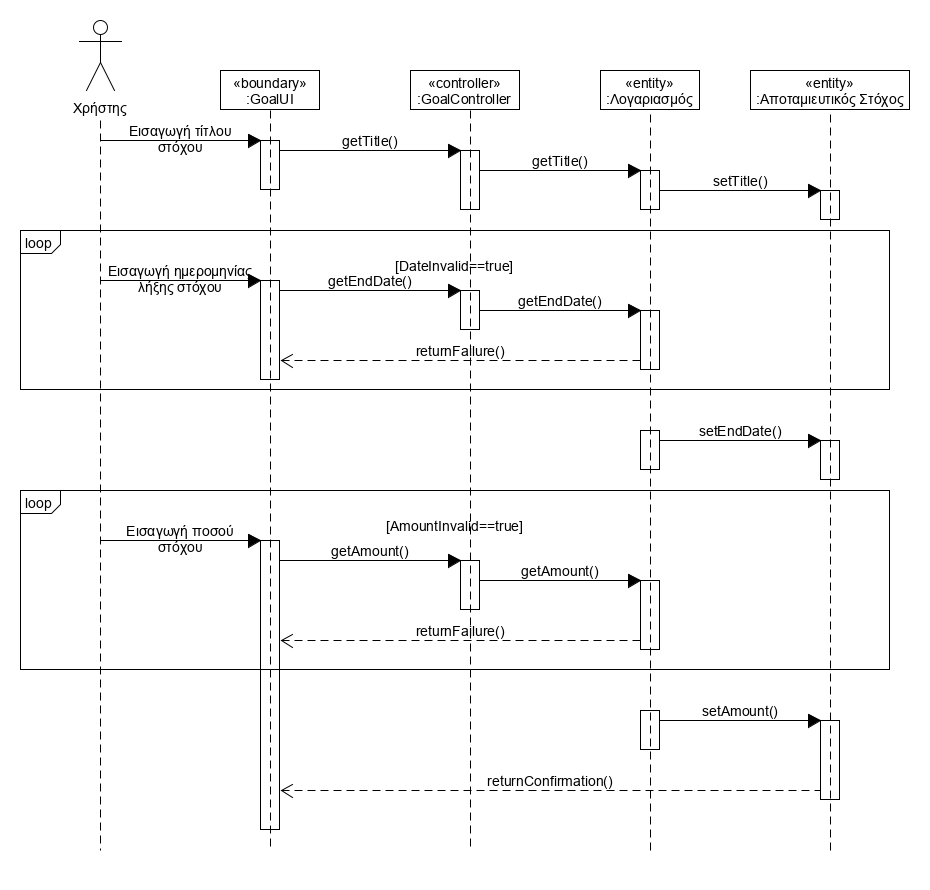 «boundary»
:GoalUI
«controller»
:GoalController
«entity»
:Λογαριασμός
«entity»
:Αποταμιευτικός Στόχος
Χρήστης
Εισαγωγή τίτλου
στόχου
getTitle()
getTitle()
setTitle()
loop
[DateInvalid==true]
Εισαγωγή ημερομηνίας
λήξης στόχου
getEndDate()
getEndDate()
returnFailure()
setEndDate()
loop
[AmountInvalid==true]
Εισαγωγή ποσού
στόχου
getAmount()
getAmount()
returnFailure()
setAmount()
returnConfirmation()